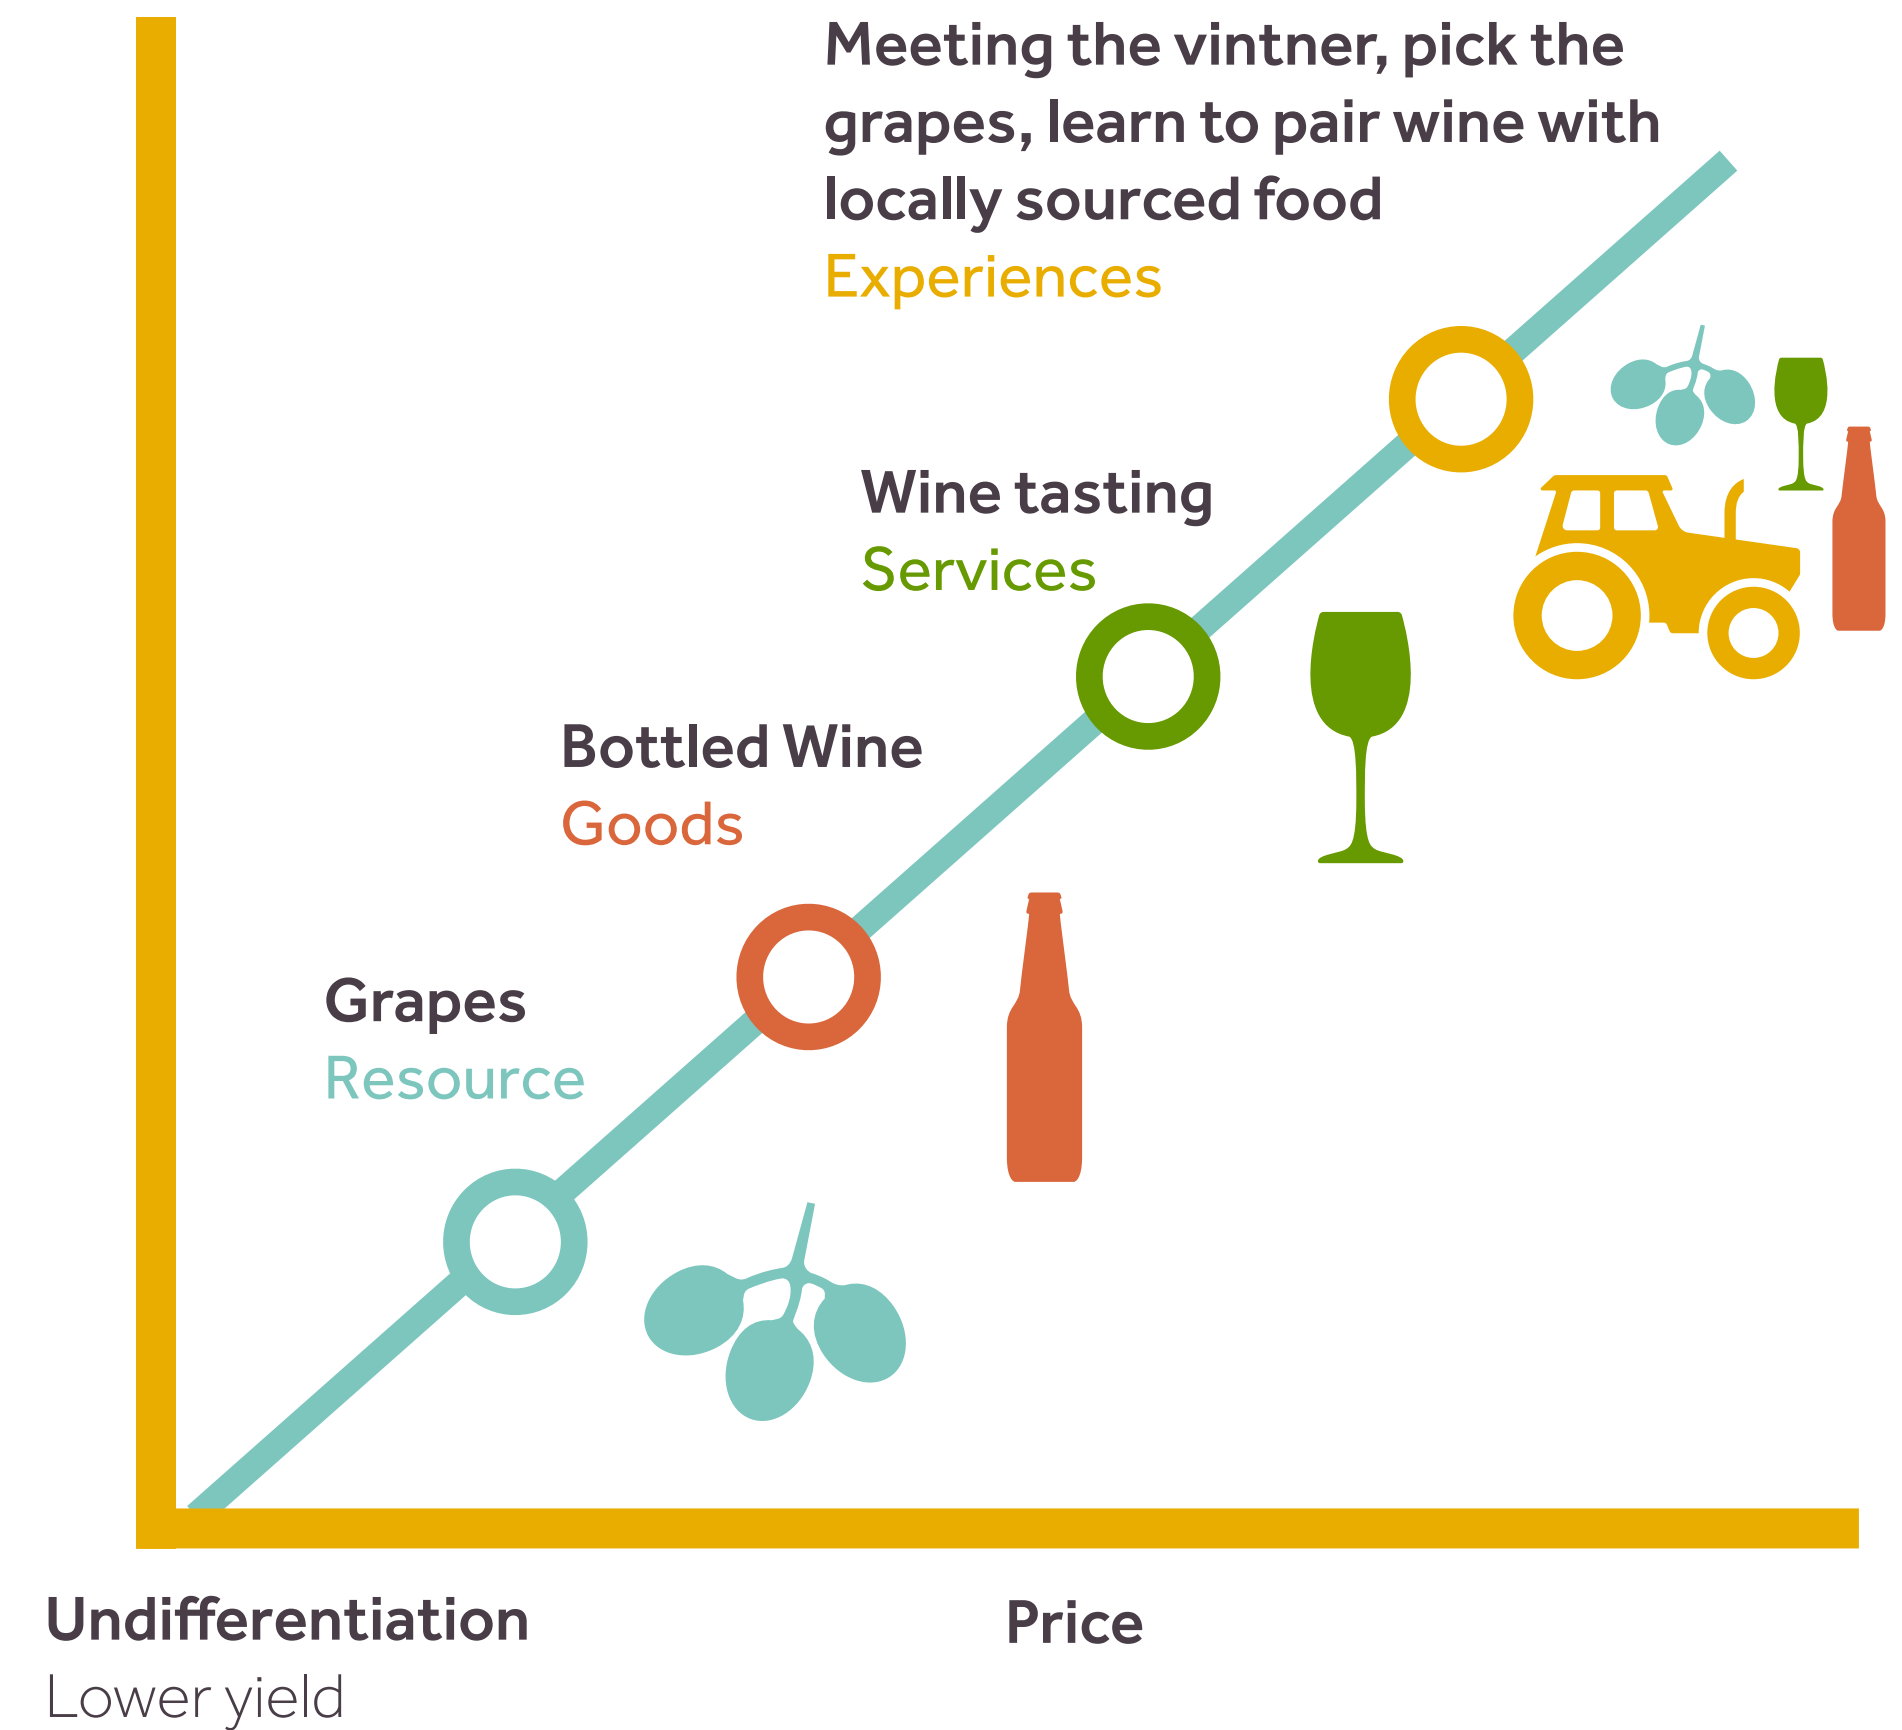 Meeting the vintner, pick the
grapes, learn to pair wine with
locally sourced food
Experiences
Wine tasting
Services
Bottled Wine
Goods
Grapes
Resource
Undifferentiation
Lower yield
Price